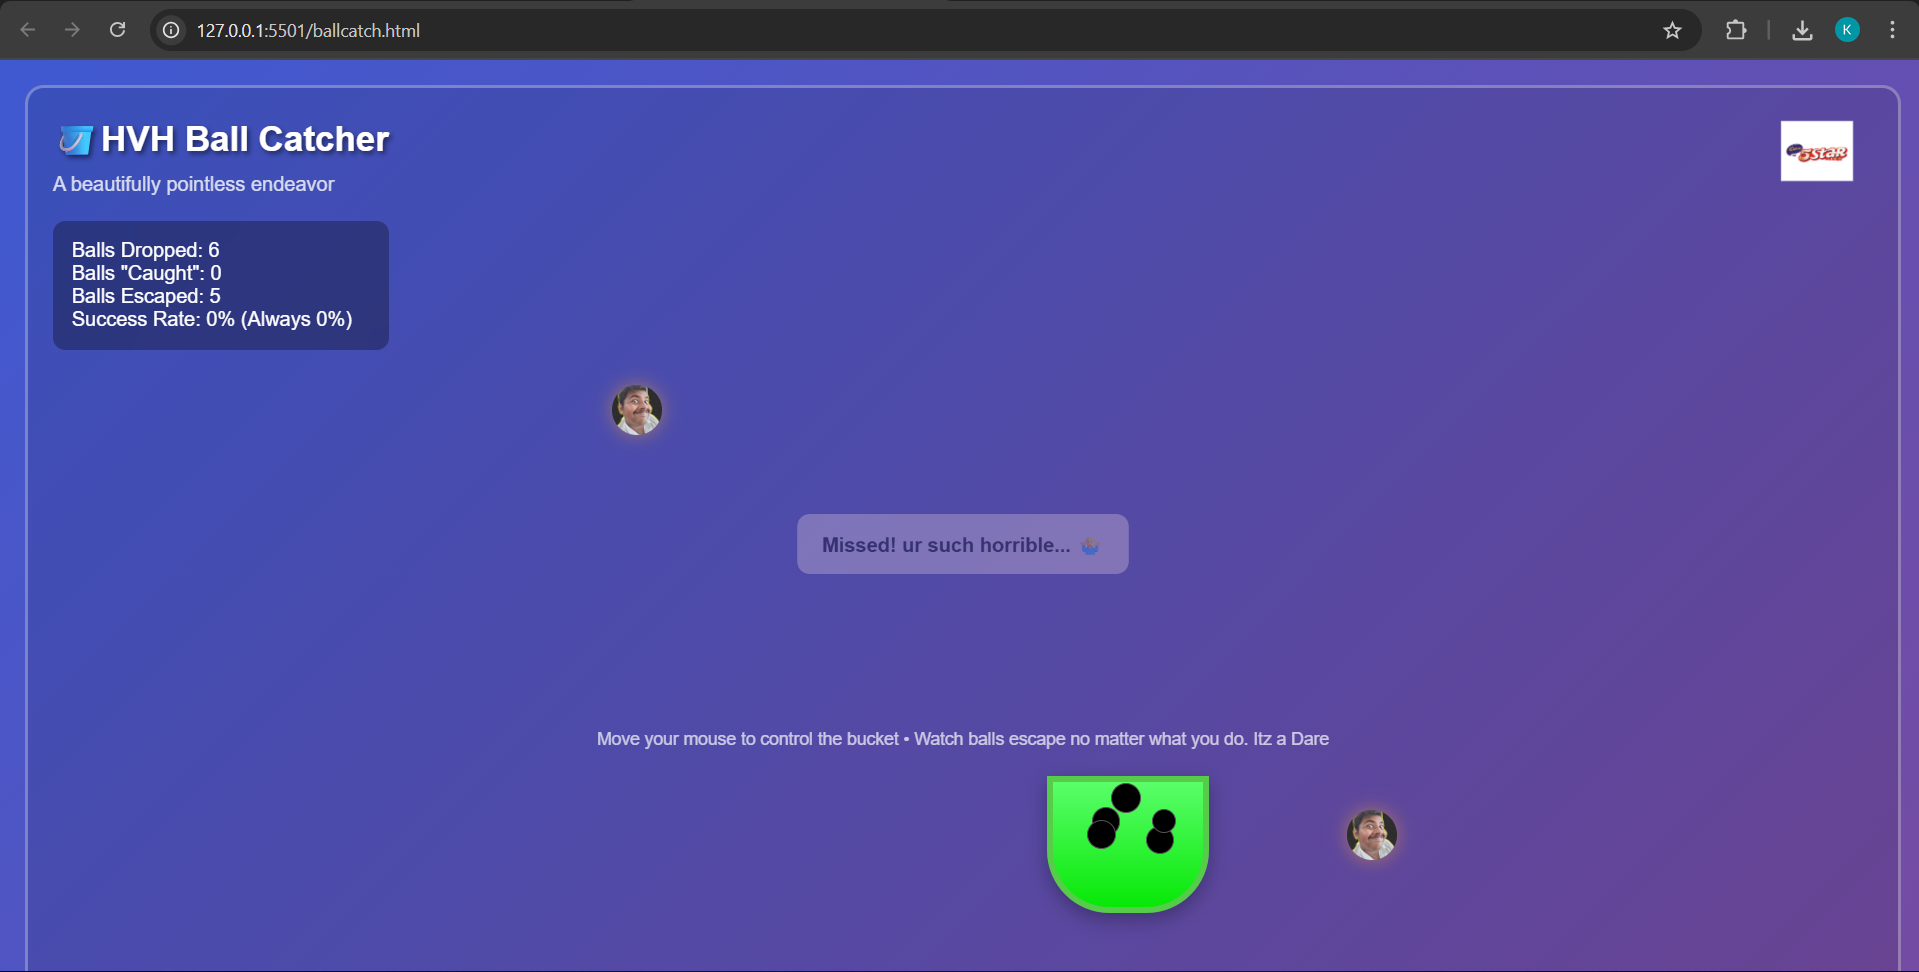 127.0.0.1:5501/ballcatch.html
K
HVH Ball Catcher
A beautifully pointless endeavor
5STAR
Balls Dropped: 6
Balls "Caught": 0
Balls Escaped: 5
Success Rate: 0% (Always 0%)
Missed! ur such horrible...
Move your mouse to control the bucket • Watch balls escape no matter what you do. Itz a Dare